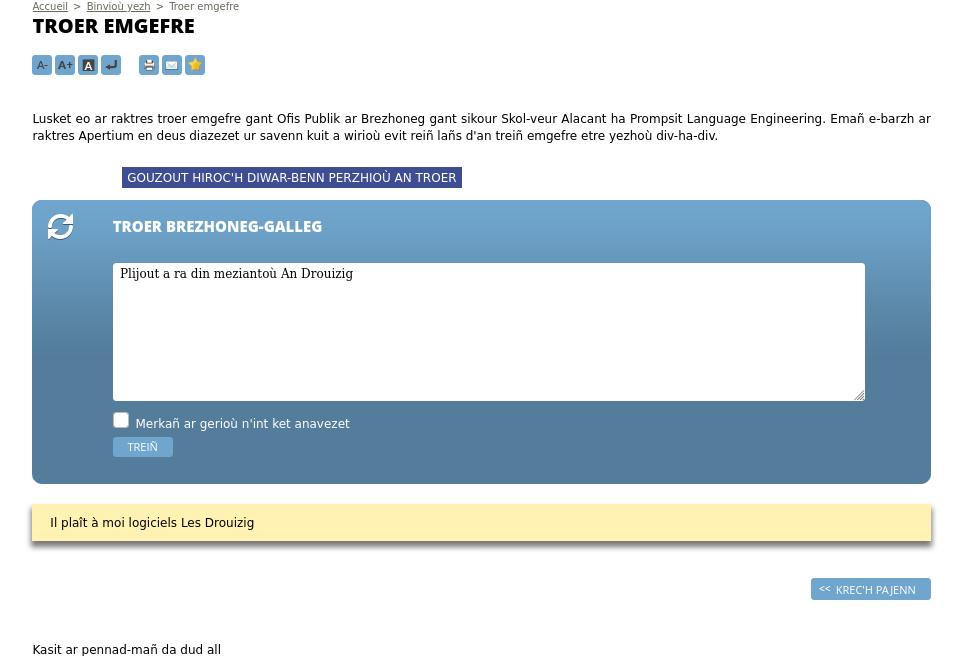 Accueil > Binvioù yezh > Troer emgefre
TROER EMGEFRE
A- A+ A
Lusket eo ar raktres troer emgefre gant Ofis Publik ar Brezhoneg gant sikour Skol-veur Alacant ha Prompsit Language Engineering. Emañ e-barzh ar
raktres Apertium en deus diazezet ur savenn kuit a wirioù evit reiñ lañs d'an treiñ emgefre etre yezhoù div-ha-div.
GOUZOUT HIROC'H DIWAR-BENN PERZHIOÙ AN TROER
TROER BREZHONEG-GALLEG
Plijout a ra din meziantoù An Drouizig
Merkañ ar gerioù n'int ket anavezet
TREIÑ
Il plaît à moi logiciels Les Drouizig
<< KREC'H PAJENN
Kasit ar pennad-mañ da dud all